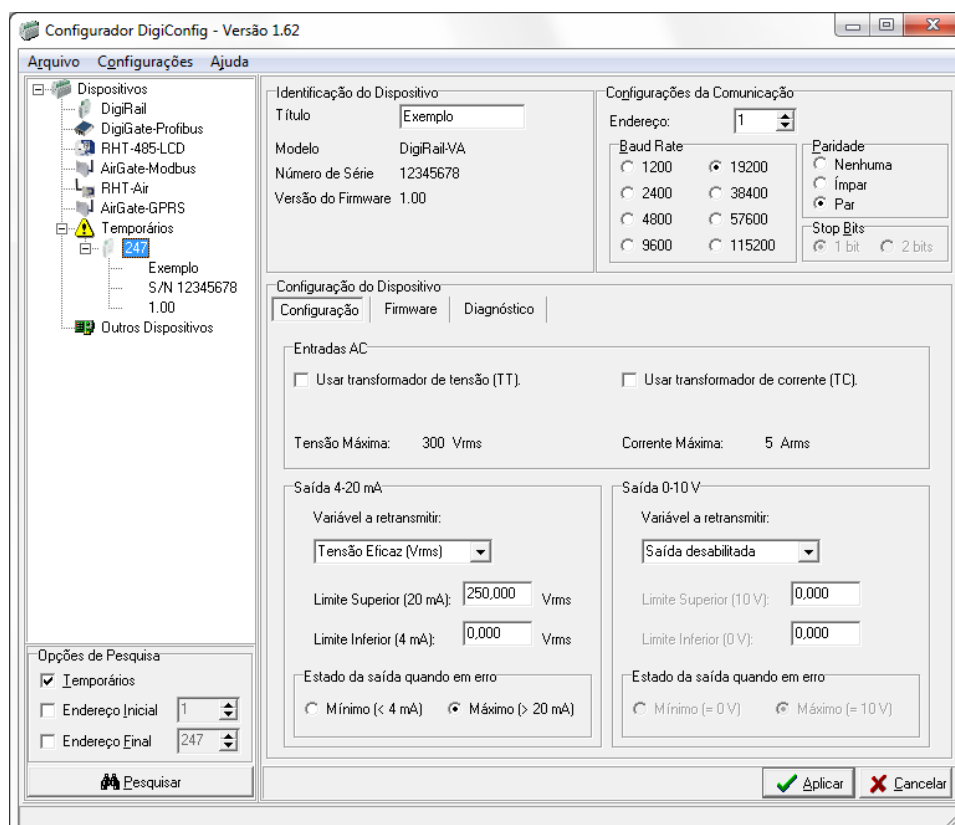 Configurador DigiConfig - Versão 1.62
Arquivo Configurações Ajuda
Dispositivos
DigiRail
DigiGate-Profibus
RHT-485-LCD
AirGate-Modbus
RHT-Air
AirGate-GPRS
Temporários
247
Exemplo
S/N 12345678
1.00
Outros Dispositivos
Opções de Pesquisa
Temporários
Endereço Inicial 1
Endereço Final 247
Pesquisar
Identificação do Dispositivo
Título Exemplo
Modelo DigiRail-VA
Número de Série 12345678
Versão do Firmware 1.00
Configurações da Comunicação
Endereço: 1
Baud Rate
1200 19200
2400 38400
4800 57600
9600 115200
Paridade
Nenhuma
Ímpar
Par
Stop Bits
1 bit 2 bits
Configuração do Dispositivo
Configuração Firmware Diagnóstico
Entradas AC
Usar transformador de tensão (TT). Usar transformador de corrente (TC).
Tensão Máxima: 300 Vrms Corrente Máxima: 5 Arms
Saída 4-20 mA
Variável a retransmitir:
Tensão Eficaz (Vrms)
Limite Superior (20 mA): 250,000 Vrms
Limite Inferior (4 mA): 0,000 Vrms
Estado da saída quando em erro
Mínimo (< 4 mA) Máximo (> 20 mA)
Saída 0-10 V
Variável a retransmitir:
Saída desabilitada
Limite Superior (10 V): 0,000
Limite Inferior (0 V): 0,000
Estado da saída quando em erro
Mínimo (= 0 V) Máximo (= 10 V)
Aplicar Cancelar